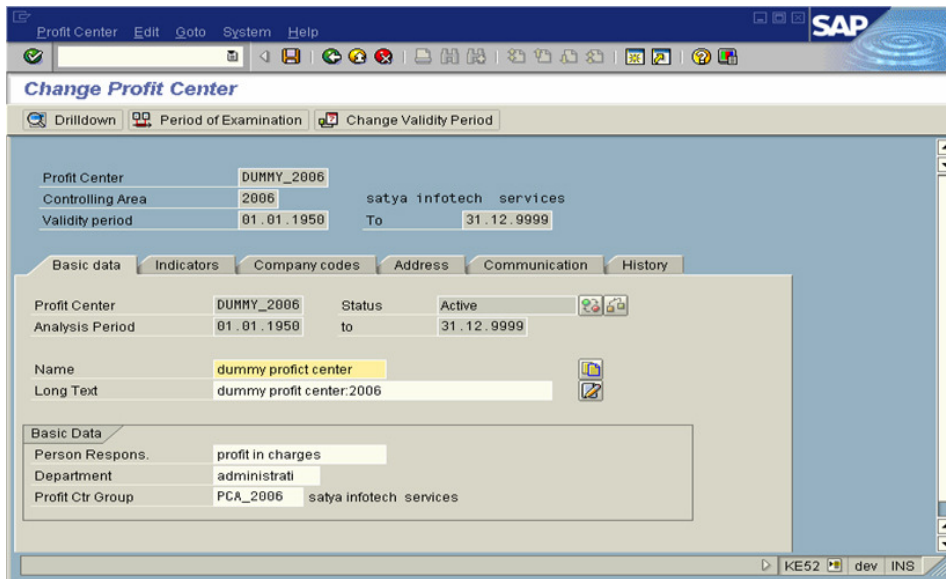 Profit Center Edit Goto System Help
SAP
Change Profit Center
Drilldown Period of Examination Change Validity Period
Profit Center DUMMY_2006
Controlling Area 2006 satya infotech services
Validity period 01.01.1950 To 31.12.9999
Basic data Indicators Company codes Address Communication History
Profit Center DUMMY_2006 Status Active
Analysis Period 01.01.1950 to 31.12.9999
Name dummy profict center
Long Text dummy profit center:2006
Basic Data
Person Respons. profit in charges
Department administrati
Profit Ctr Group PCA_2006 satya infotech services
KE52 dev INS